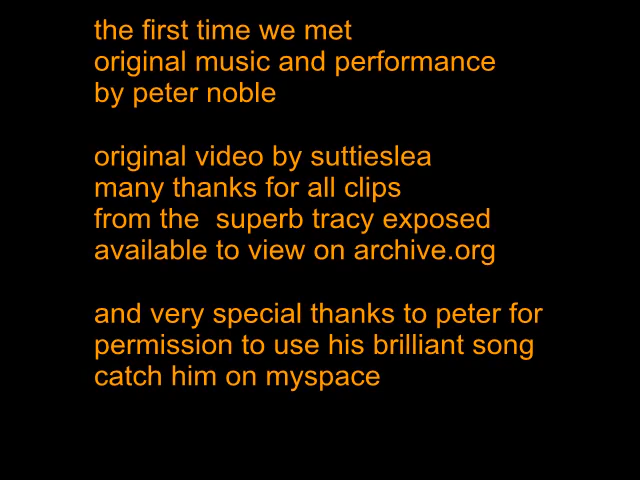 the first time we met
original music and performance
by peter noble
original video by suttieslea
many thanks for all clips
from the  superb tracy exposed
available to view on archive.org
and very special thanks to peter for
permission to use his brilliant song
catch him on myspace